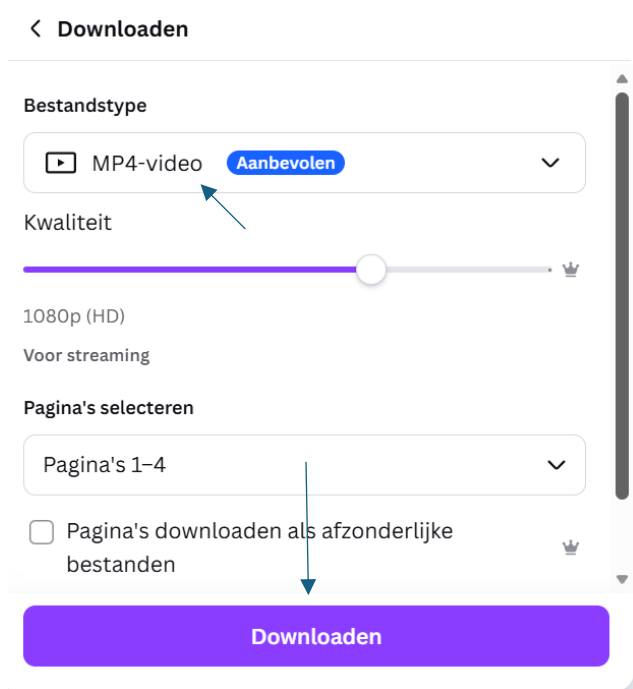 Downloaden
Bestandstype
MP4-video Aanbevolen
Kwaliteit
1080p (HD)
Voor streaming
Pagina's selecteren
Pagina's 1–4
Pagina's downloaden als afzonderlijke
bestanden
Downloaden